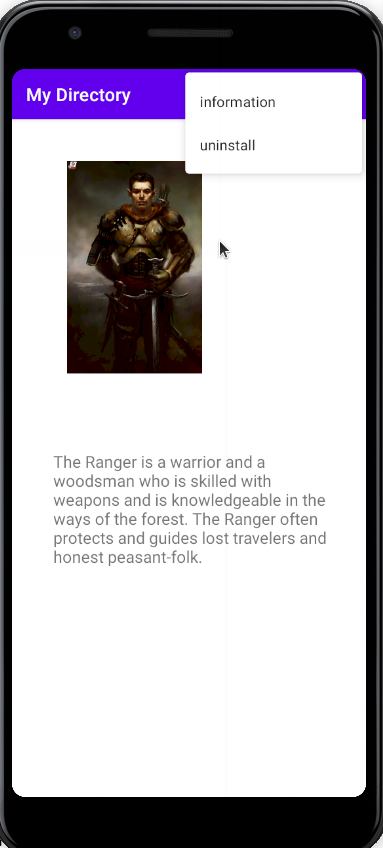 My Directory
information
uninstall
The Ranger is a warrior and a
woodsman who is skilled with
weapons and is knowledgeable in the
ways of the forest. The Ranger often
protects and guides lost travelers and
honest peasant-folk.